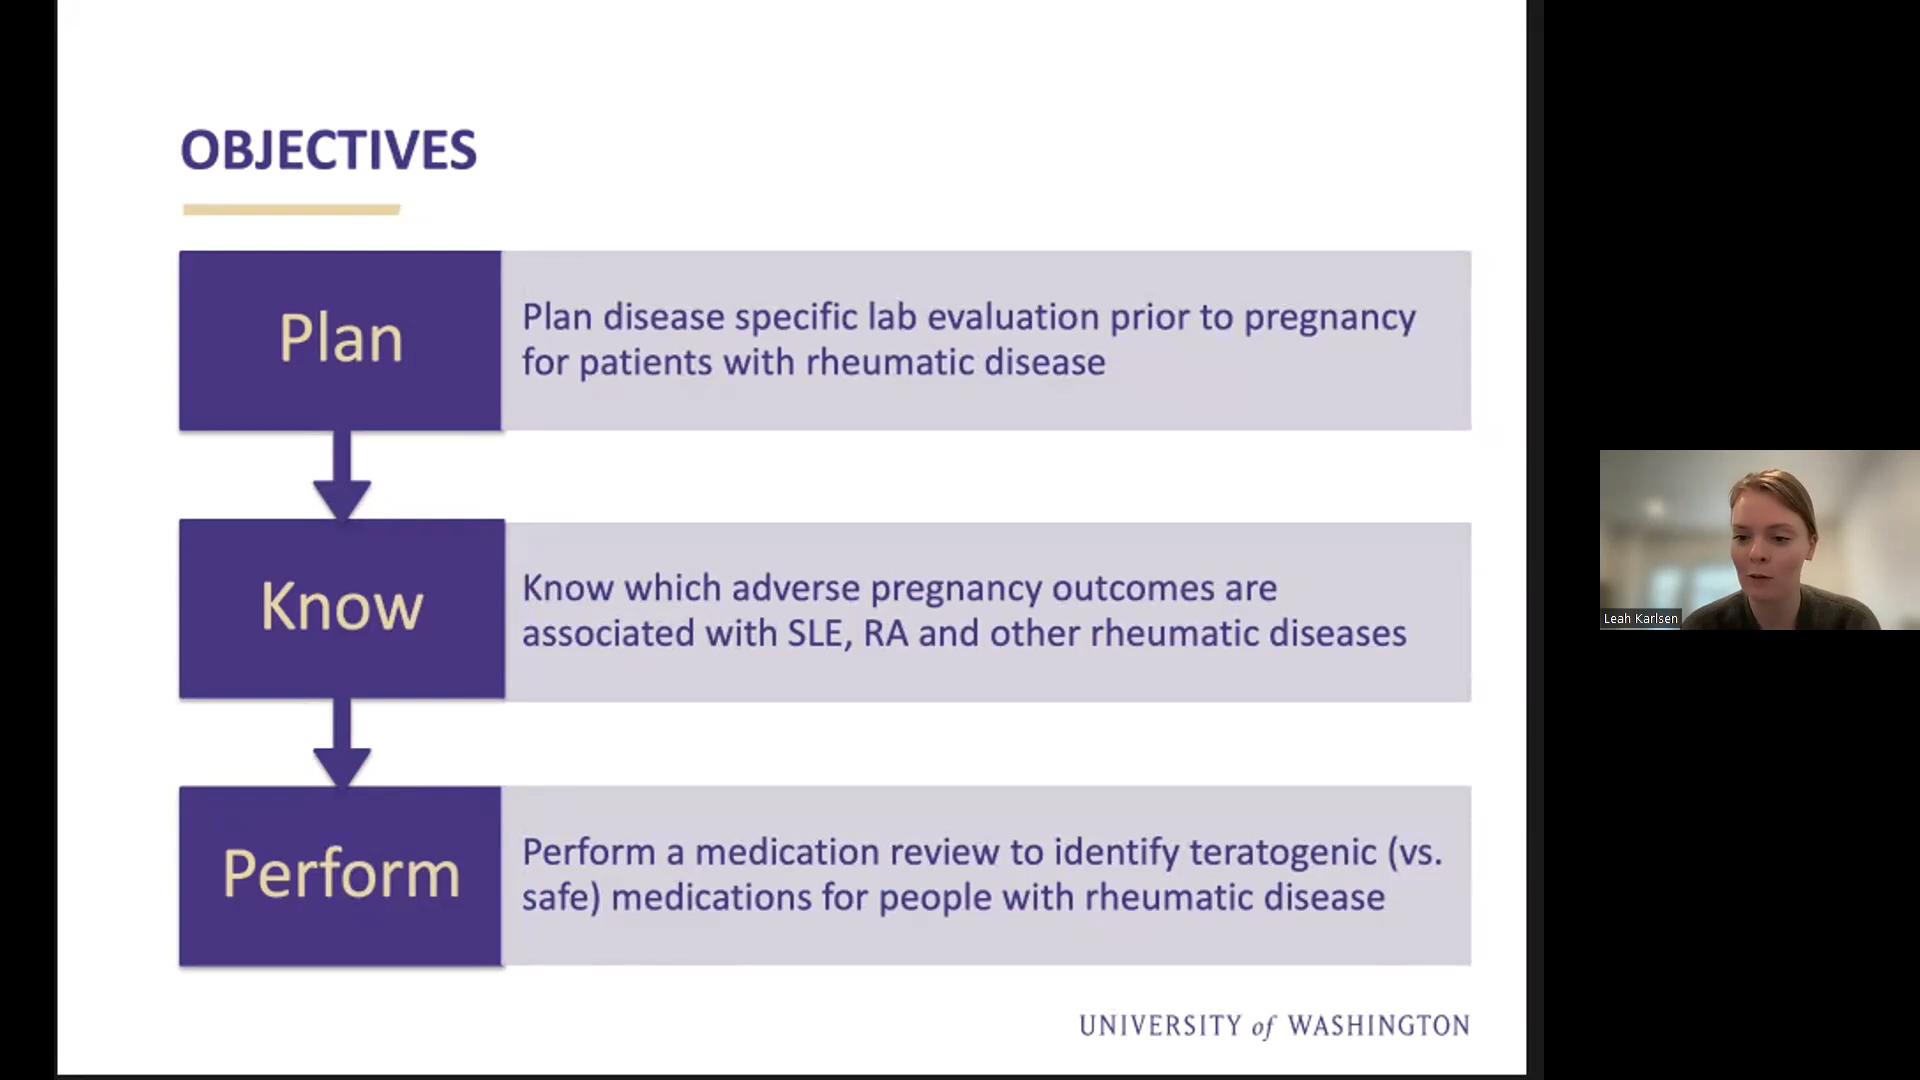 OBJECTIVES
Plan
Plan disease specific lab evaluation prior to pregnancy
for patients with rheumatic disease
Know
Know which adverse pregnancy outcomes are
associated with SLE, RA and other rheumatic diseases
Perform
Perform a medication review to identify teratogenic (vs.
safe) medications for people with rheumatic disease
UNIVERSITY of WASHINGTON
Leah Karlsen